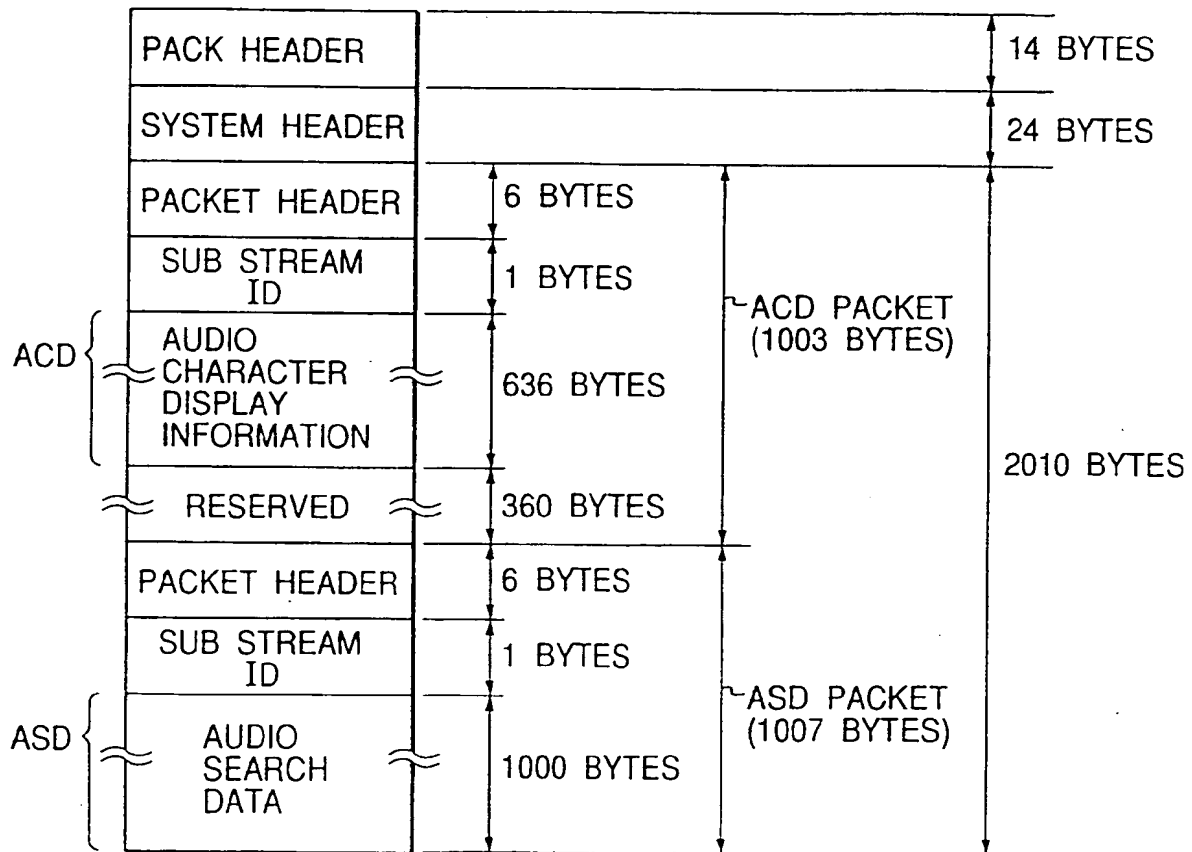 PACK HEADER
14 BYTES
SYSTEM HEADER
24 BYTES
PACKET HEADER
6 BYTES
SUB STREAM
ID
1 BYTES
ACD PACKET
(1003 BYTES)
ACD
AUDIO
CHARACTER
DISPLAY
INFORMATION
636 BYTES
2010 BYTES
RESERVED
360 BYTES
PACKET HEADER
6 BYTES
SUB STREAM
ID
1 BYTES
ASD PACKET
(1007 BYTES)
ASD
AUDIO
SEARCH
DATA
1000 BYTES